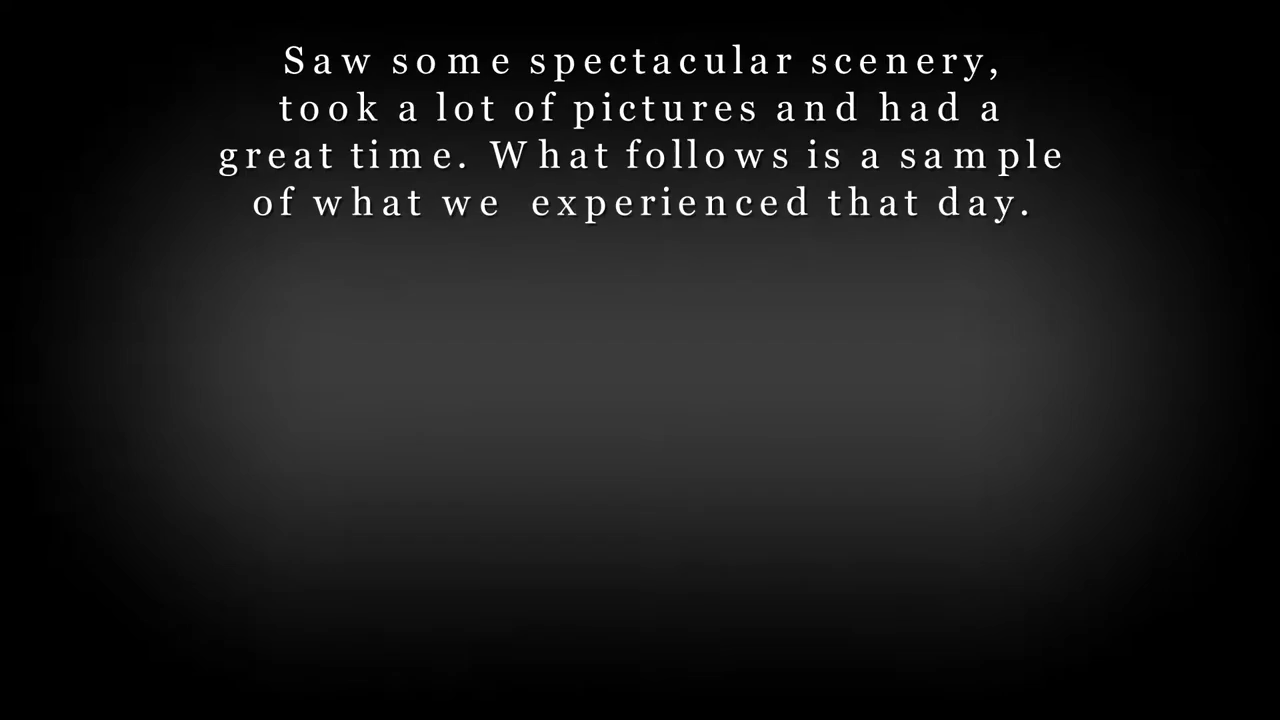 Saw some spectacular scenery,
took a lot of pictures and had a
great time. What follows is a sample
of what we experienced that day.